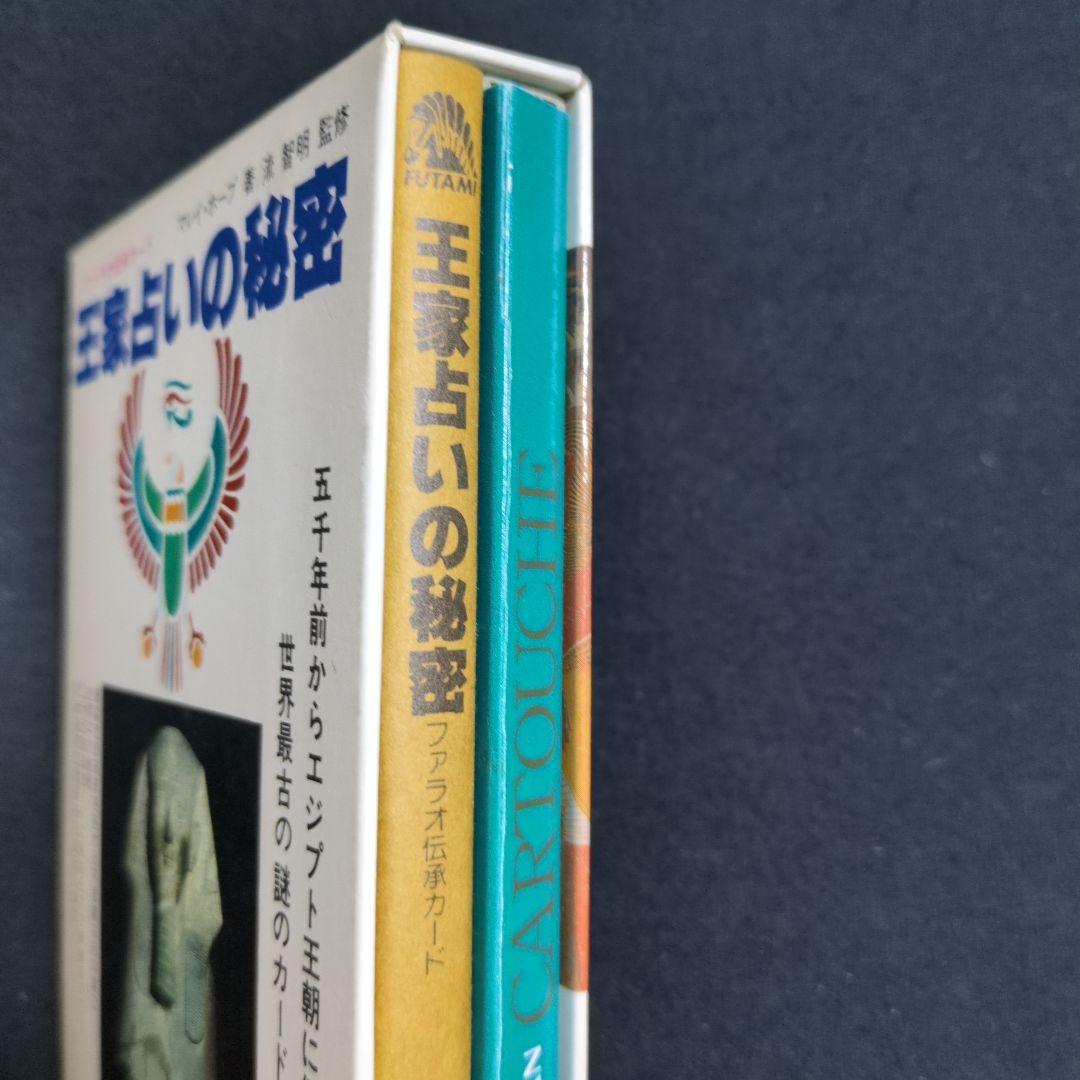 マレイ・ホープ 著 流 智明 監修
王家占いの秘密
五千年前からエジプト王朝に
世界最古の謎のカード
FUTAMI
王家占いの秘密
ファラオ伝承カード
CARTOUCHE